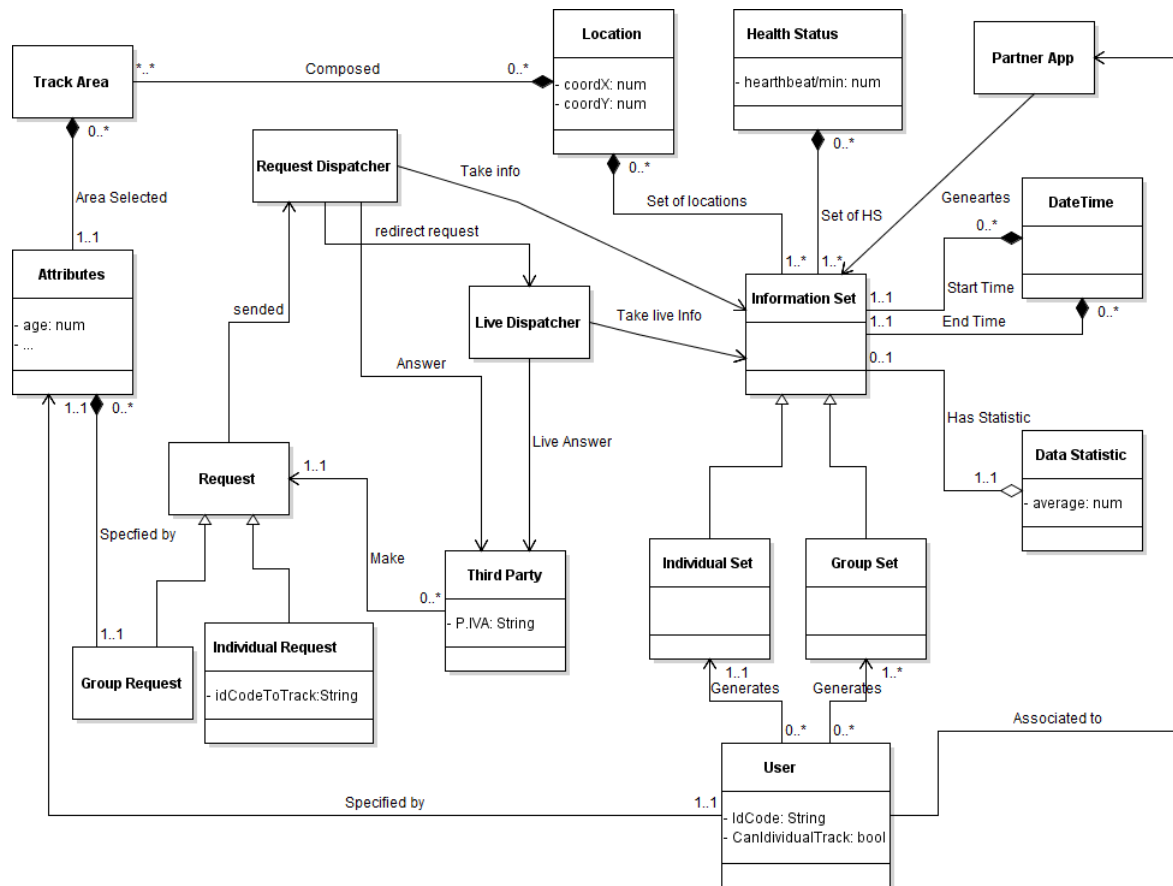 Location
- coordX: num
- coordY: num
Health Status
- hearthbeat/min: num
Partner App
Track Area
*..*
Composed
0..*
0..*
0..*
0..*
Request Dispatcher
Take info
Area Selected
Set of locations
Set of HS
Geneartes
DateTime
0..*
redirect request
1..1
1..*
1..*
Attributes
- age: num
- ...
Information Set
1..1
Start Time
sended
Live Dispatcher
Take live Info
1..1
End Time
0..*
0..1
Answer
1..1
0..*
Has Statistic
Live Answer
Data Statistic
- average: num
Request
1..1
1..1
Specfied by
Make
Individual Set
Group Set
Third Party
- P.IVA: String
0..*
1..1
Individual Request
- idCodeToTrack:String
Group Request
1..1
1..*
Generates
Generates
0..*
0..*
Associated to
User
- IdCode: String
- CanIdividualTrack: bool
Specified by
1..1